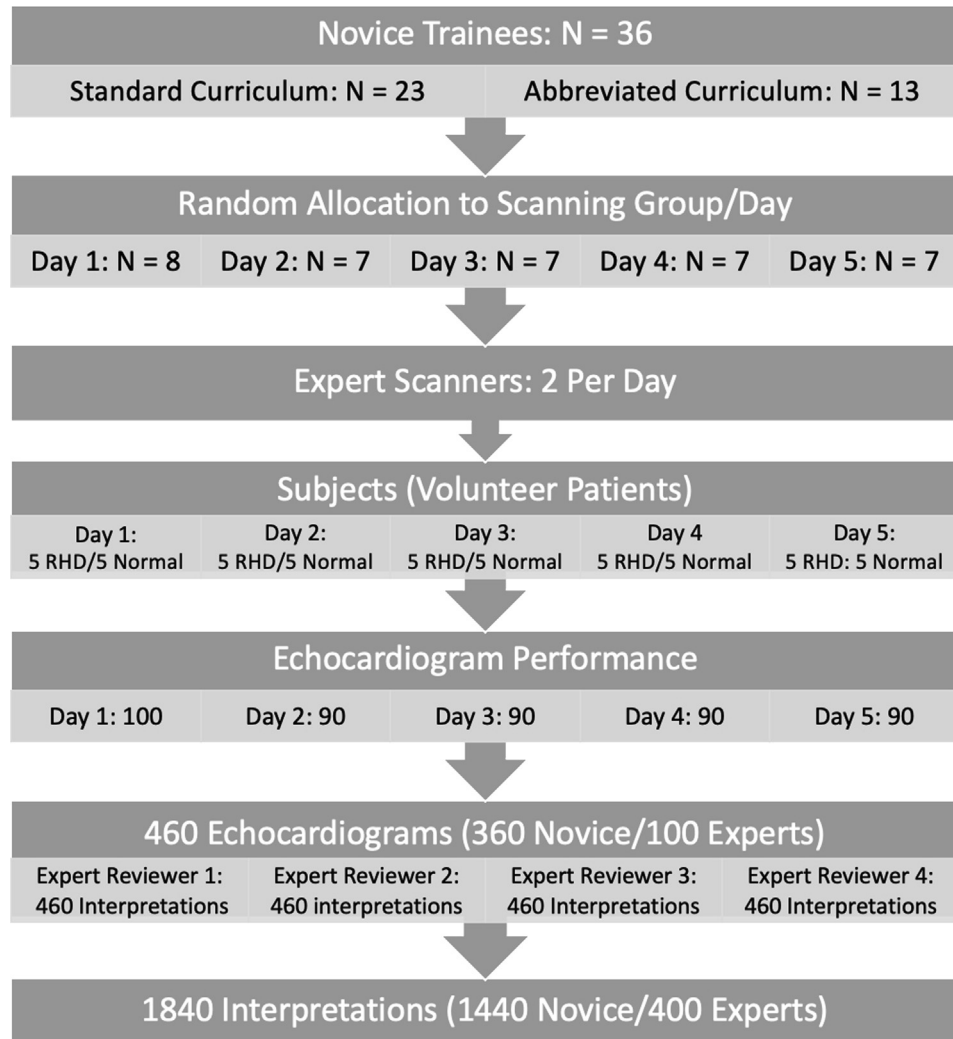 Novice Trainees: N = 36
Standard Curriculum: N = 23
Abbreviated Curriculum: N = 13
Random Allocation to Scanning Group/Day
Day 1: N = 8
Day 2: N = 7
Day 3: N = 7
Day 4: N = 7
Day 5: N = 7
Expert Scanners: 2 Per Day
Subjects (Volunteer Patients)
Day 1:
5 RHD/5 Normal
Day 2:
5 RHD/5 Normal
Day 3:
5 RHD/5 Normal
Day 4
5 RHD/5 Normal
Day 5:
5 RHD: 5 Normal
Echocardiogram Performance
Day 1: 100
Day 2: 90
Day 3: 90
Day 4: 90
Day 5: 90
460 Echocardiograms (360 Novice/100 Experts)
Expert Reviewer 1:
460 Interpretations
Expert Reviewer 2:
460 interpretations
Expert Reviewer 3:
460 Interpretations
Expert Reviewer 4:
460 Interpretations
1840 Interpretations (1440 Novice/400 Experts)